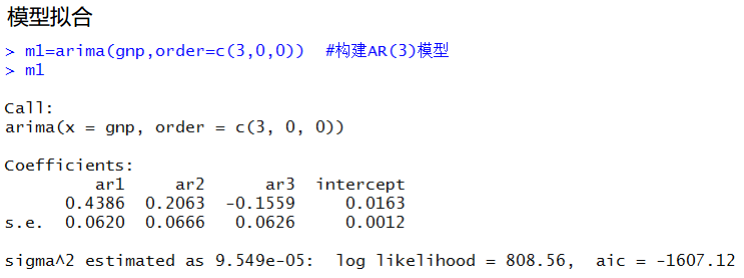 模型拟合
> m1=arima(gnp,order=c(3,0,0))  #构建AR(3)模型
> m1
Call:
arima(x = gnp, order = c(3, 0, 0))
Coefficients:
ar1 ar2 ar3 intercept
0.4386 0.2063 -0.1559 0.0163
s.e. 0.0620 0.0666 0.0626 0.0012
sigma^2 estimated as 9.549e-05:  log likelihood = 808.56,  aic = -1607.12